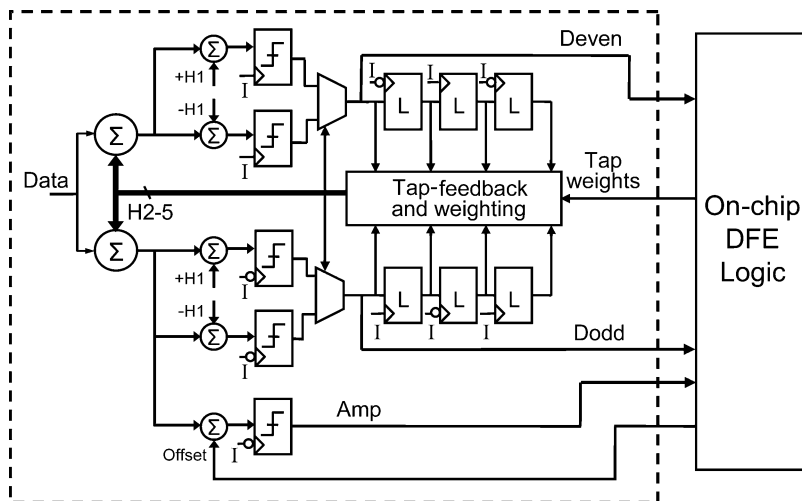 Deven
Σ
+H1
I
I
I
I
L
L
L
-H1
Σ
I
Σ
Data
H2-5
Tap-feedback
and weighting
Tap
weights
On-chip
DFE
Logic
Σ
Σ
+H1
I
-H1
L
L
L
I
I
I
Σ
I
Dodd
Amp
Σ
Offset
I